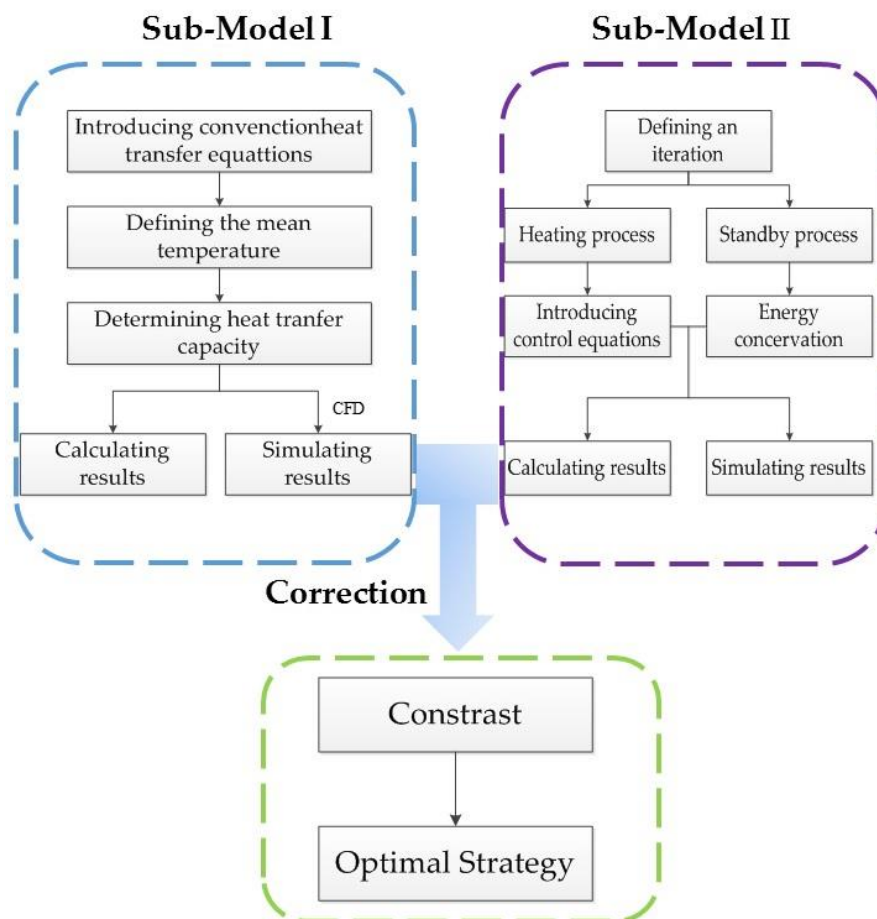 Sub-Model I
Introducing convenctionheat
transfer equattions
Defining the mean
temperature
Determining heat tranfer
capacity
CFD
Calculating
results
Simulating
results
Sub-Model II
Defining an
iteration
Heating process
Standby process
Introducing
control equations
Energy
concervation
Calculating results
Simulating results
Correction
Constrast
Optimal Strategy